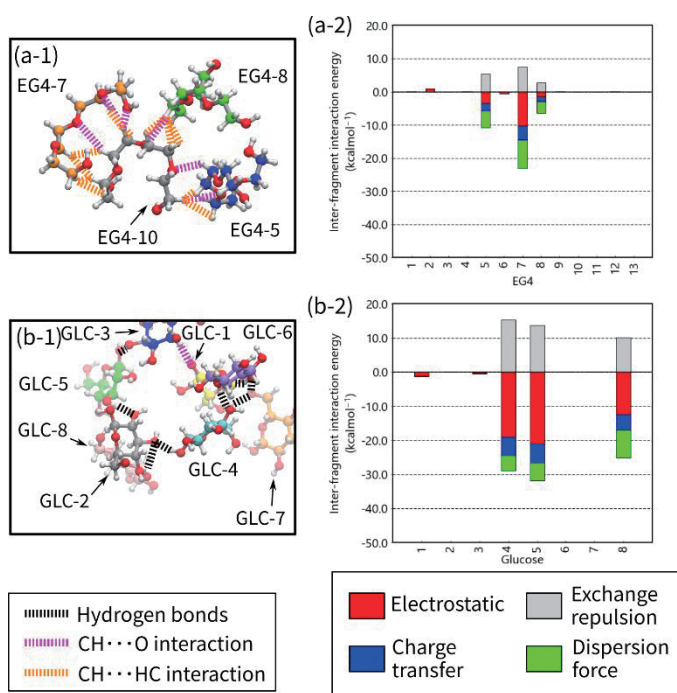 (a-1)
EG4-7
EG4-8
EG4-10
EG4-5
(a-2)
Inter-fragment interaction energy
(kcalmol⁻¹)
20.0
10.0
0.0
-10.0
-20.0
-30.0
-40.0
-50.0
1 2 3 4 5 6 7 8 9 10 11 12 13
EG4
(b-1)
GLC-3
GLC-1
GLC-6
GLC-5
GLC-8
GLC-2
GLC-4
GLC-7
(b-2)
Inter-fragment interaction energy
(kcalmol⁻¹)
20.0
10.0
0.0
-10.0
-20.0
-30.0
-40.0
-50.0
1 2 3 4 5 6 7 8
Glucose
Hydrogen bonds
CH···O interaction
CH···HC interaction
Electrostatic
Exchange
repulsion
Charge
transfer
Dispersion
force